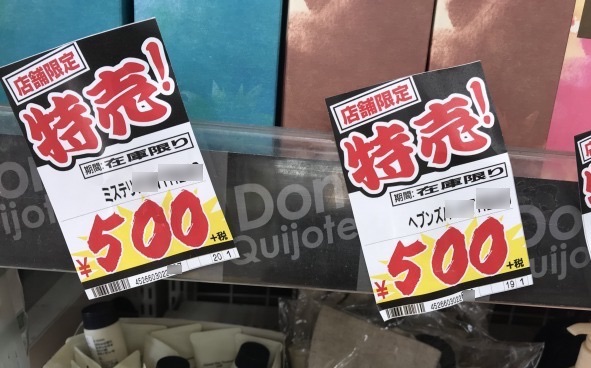 店舗限定
特売!
期間: 在庫限り
ミステリ
500
+税
20 1
店舗限定
特売!
期間: 在庫限り
ヘブンズ
500
+税
19 1
Don
Quijote
Don
Quijote